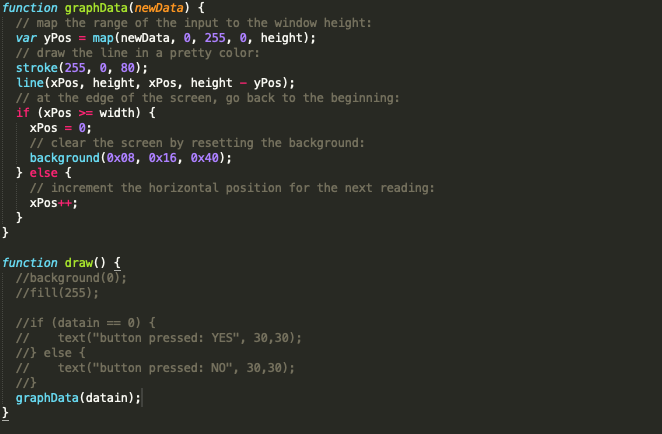 function graphData(newData) {
  // map the range of the input to the window height:
  var yPos = map(newData, 0, 255, 0, height);
  // draw the line in a pretty color:
  stroke(255, 0, 80);
  line(xPos, height, xPos, height - yPos);
  // at the edge of the screen, go back to the beginning:
  if (xPos >= width) {
    xPos = 0;
    // clear the screen by resetting the background:
    background(0x08, 0x16, 0x40);
  } else {
    // increment the horizontal position for the next reading:
    xPos++;
  }
}

function draw() {
  //background(0);
  //fill(255);

  //if (datain == 0) {
  //    text("button pressed: YES", 30,30);
  //} else {
  //    text("button pressed: NO", 30,30);
  //}
  graphData(datain);
}